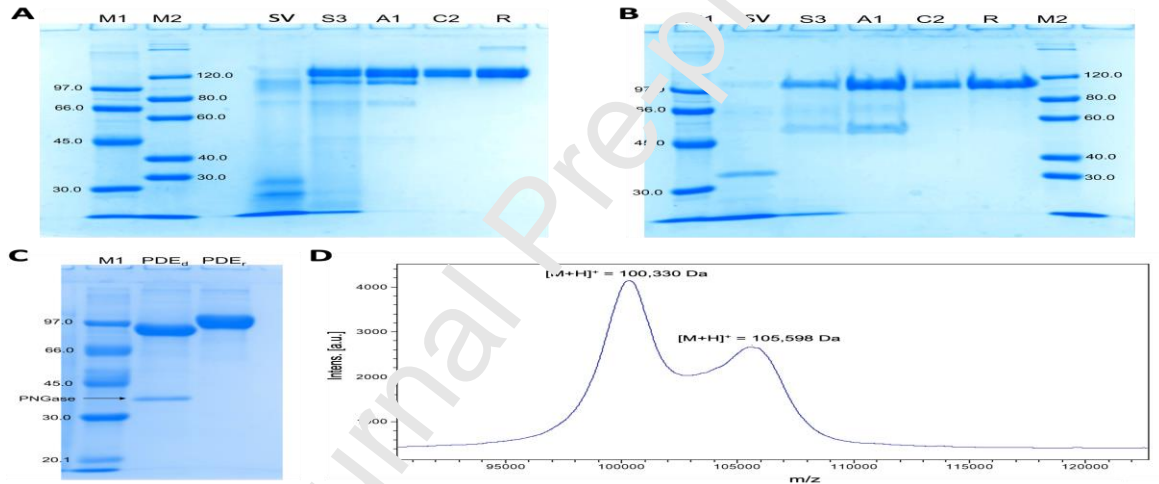 A
M1 M2 SV S3 A1 C2 R
97.0
66.0
45.0
30.0
120.0
80.0
60.0
40.0
30.0
B
SV S3 A1 C2 R M2
30.0
120.0
80.0
60.0
40.0
30.0
C
M1 PDEd PDEr
97.0
66.0
45.0
PNGase
30.0
20.1
D
= 100,330 Da
[M+H]⁺ = 105,598 Da
Intens. [a.u.]
4000
3000
2000
95000 100000 105000 110000 115000 120000
m/z
Journal Pre-p